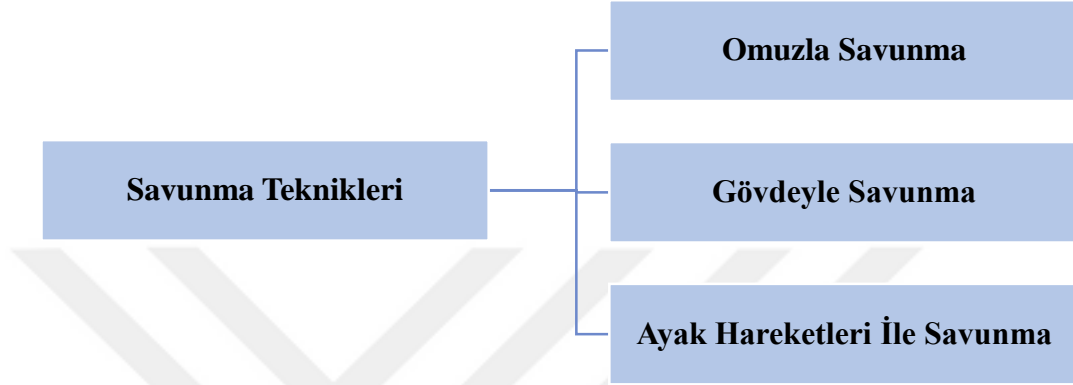 Omuzla Savunma
Savunma Teknikleri
Gövdeyle Savunma
Ayak Hareketleri İle Savunma